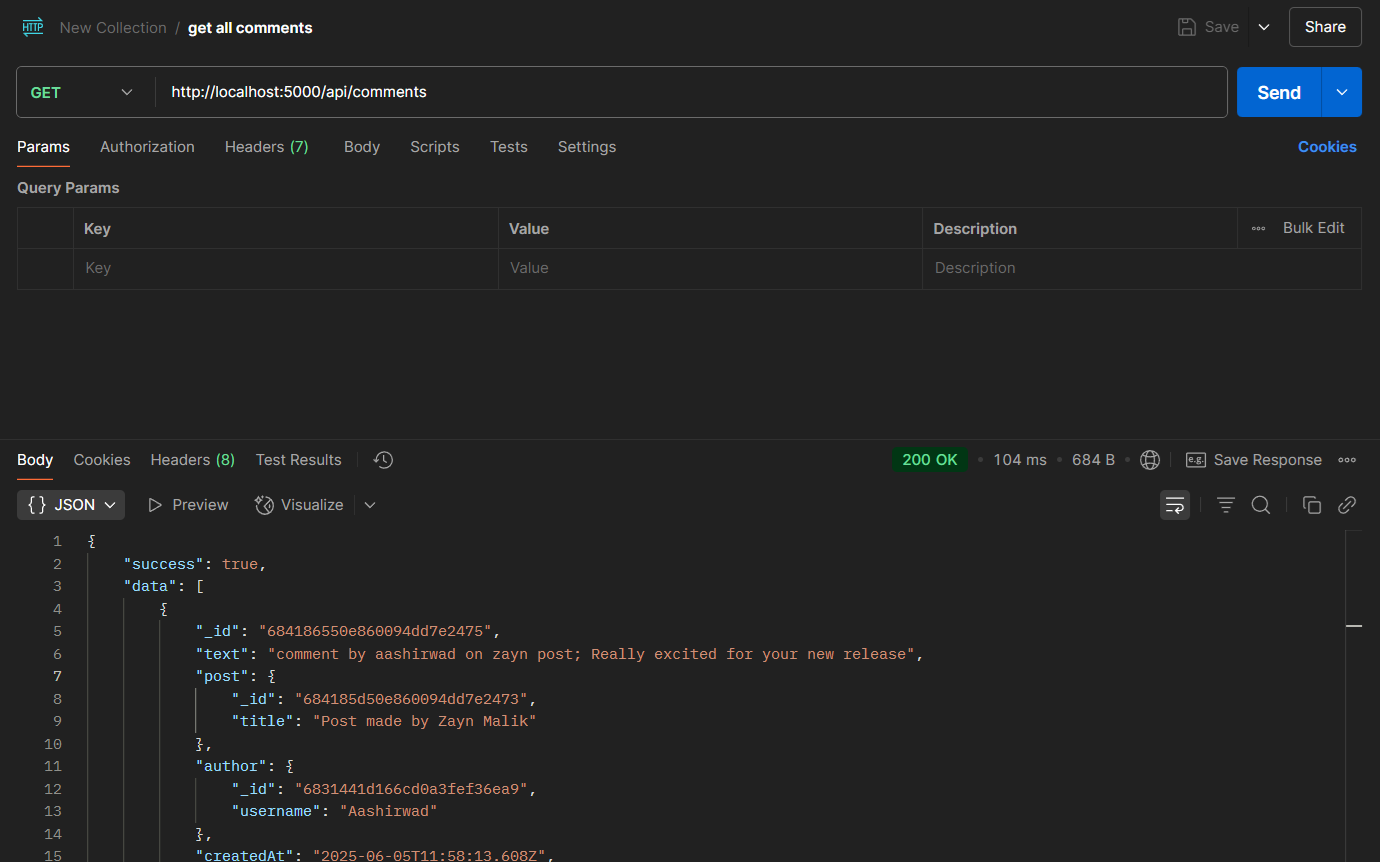 HTTP New Collection / get all comments Save Share
GET http://localhost:5000/api/comments Send
Params Authorization Headers (7) Body Scripts Tests Settings Cookies
Query Params
Key Value Description Bulk Edit
Key Value Description
Body Cookies Headers (8) Test Results 200 OK • 104 ms • 684 B • e.g. Save Response
{} JSON Preview Visualize
1 {
2 "success": true,
3 "data": [
4 {
5 "_id": "684186550e860094dd7e2475",
6 "text": "comment by aashirwad on zayn post; Really excited for your new release",
7 "post": {
8 "_id": "684185d50e860094dd7e2473",
9 "title": "Post made by Zayn Malik"
10 },
11 "author": {
12 "_id": "6831441d166cd0a3fef36ea9",
13 "username": "Aashirwad"
14 },
15 "createdAt": "2025-06-05T11:58:13.608Z",